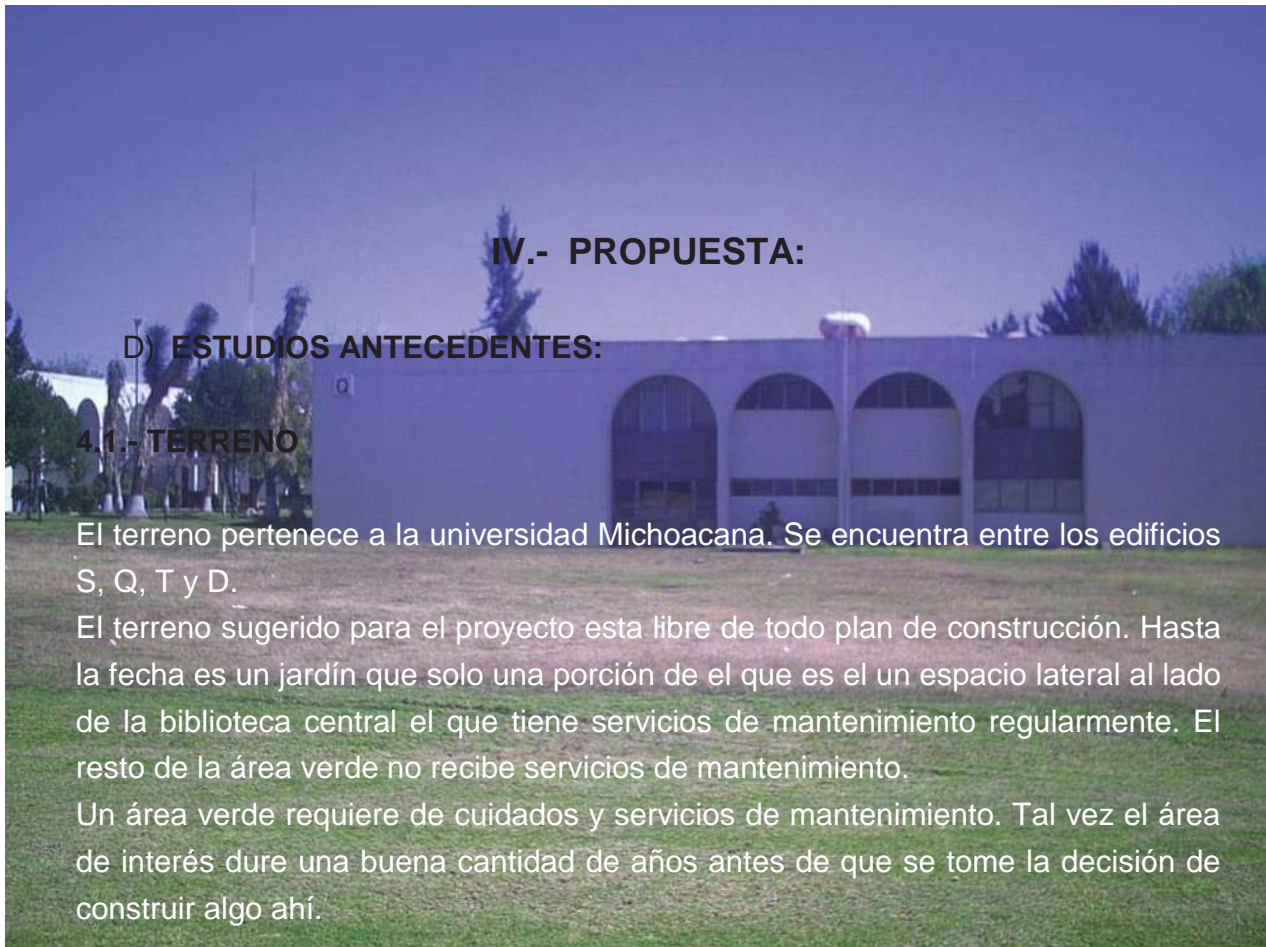 IV.- PROPUESTA:
D) ESTUDIOS ANTECEDENTES:
Q
4.1.- TERRENO
El terreno pertenece a la universidad Michoacana. Se encuentra entre los edificios
S, Q, T y D.
El terreno sugerido para el proyecto esta libre de todo plan de construcción. Hasta
la fecha es un jardín que solo una porción de el que es el un espacio lateral al lado
de la biblioteca central el que tiene servicios de mantenimiento regularmente. El
resto de la área verde no recibe servicios de mantenimiento.
Un área verde requiere de cuidados y servicios de mantenimiento. Tal vez el área
de interés dure una buena cantidad de años antes de que se tome la decisión de
construir algo ahí.